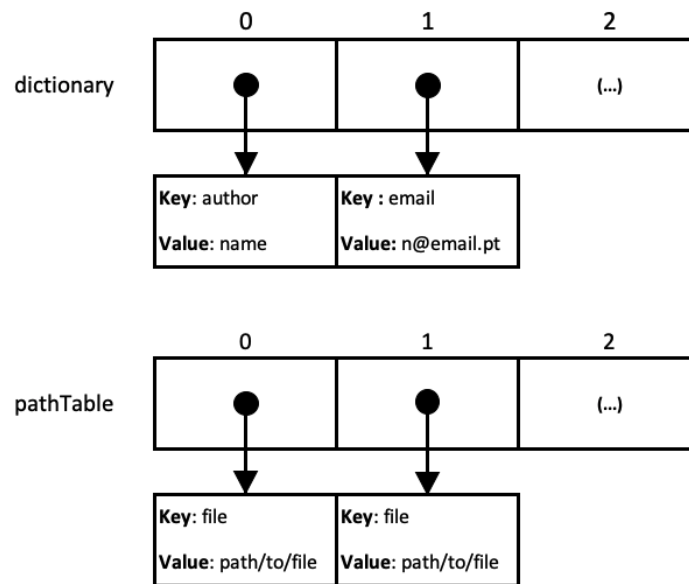 0 1 2
dictionary (...)
Key: author Key : email
Value: name Value: n@email.pt
0 1 2
pathTable (...)
Key: file Key: file
Value: path/to/file Value: path/to/file